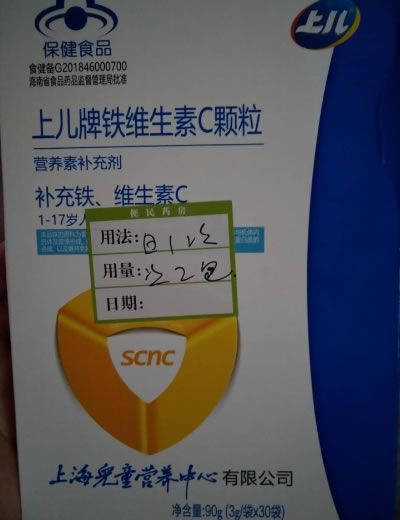 上儿
保健食品
食健备G201846000700
海南省食品药品监督管理局批准
上儿牌铁维生素C颗粒
营养素补充剂
补充铁、维生素C
1-17岁人
便民药房
用法:日1次
用量:次2包
日期:
scnc
上海儿童营养中心有限公司
净含量:90g (3g/袋x30袋)